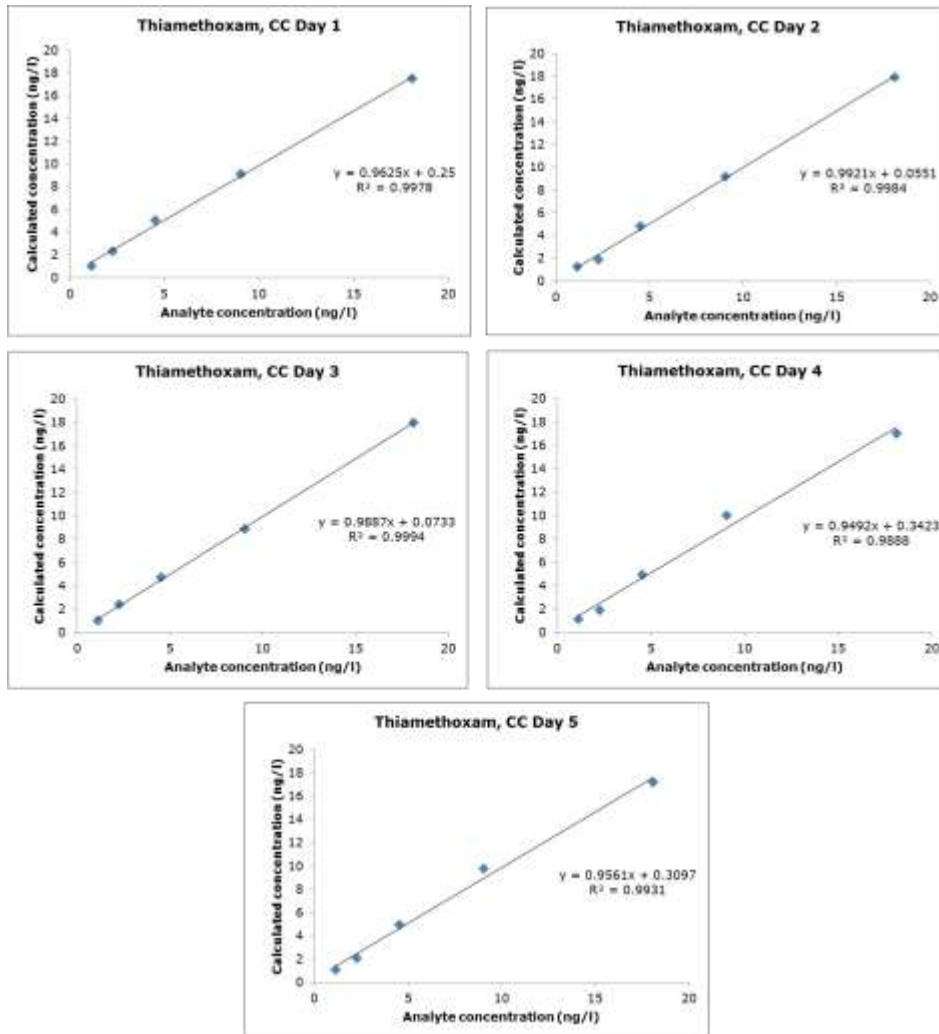 Thiamethoxam, CC Day 1
Calculated concentration (ng/l)
20
18
16
14
12
10
8
6
4
2
0
y = 0.9625x + 0.25
R² = 0.9978
0 5 10 15 20
Analyte concentration (ng/l)
Thiamethoxam, CC Day 2
Calculated concentration (ng/l)
20
18
16
14
12
10
8
6
4
2
0
y = 0.9921x + 0.0551
R² = 0.9984
0 5 10 15 20
Analyte concentration (ng/l)
Thiamethoxam, CC Day 3
Calculated concentration (ng/l)
20
18
16
14
12
10
8
6
4
2
0
y = 0.9887x + 0.0733
R² = 0.9994
0 5 10 15 20
Analyte concentration (ng/l)
Thiamethoxam, CC Day 4
Calculated concentration (ng/l)
20
18
16
14
12
10
8
6
4
2
0
y = 0.9492x + 0.3423
R² = 0.9888
0 5 10 15 20
Analyte concentration (ng/l)
Thiamethoxam, CC Day 5
Calculated concentration (ng/l)
20
18
16
14
12
10
8
6
4
2
0
y = 0.9561x + 0.3097
R² = 0.9931
0 5 10 15 20
Analyte concentration (ng/l)